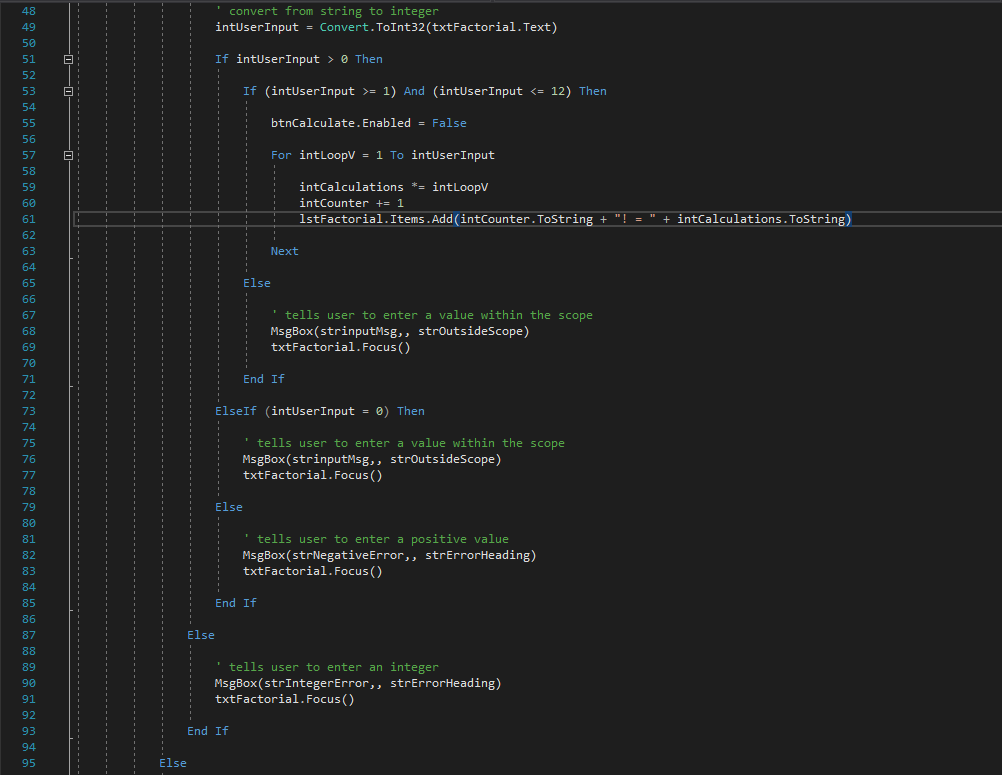 48 ' convert from string to integer
49 intUserInput = Convert.ToInt32(txtFactorial.Text)
50
51 If intUserInput > 0 Then
52
53 If (intUserInput >= 1) And (intUserInput <= 12) Then
54
55 btnCalculate.Enabled = False
56
57 For intLoopV = 1 To intUserInput
58
59 intCalculations *= intLoopV
60 intCounter += 1
61 lstFactorial.Items.Add(intCounter.ToString + "! = " + intCalculations.ToString)
62
63 Next
64
65 Else
66
67 ' tells user to enter a value within the scope
68 MsgBox(strinputMsg,, strOutsideScope)
69 txtFactorial.Focus()
70
71 End If
72
73 ElseIf (intUserInput = 0) Then
74
75 ' tells user to enter a value within the scope
76 MsgBox(strinputMsg,, strOutsideScope)
77 txtFactorial.Focus()
78
79 Else
80
81 ' tells user to enter a positive value
82 MsgBox(strNegativeError,, strErrorHeading)
83 txtFactorial.Focus()
84
85 End If
86
87 Else
88
89 ' tells user to enter an integer
90 MsgBox(strIntegerError,, strErrorHeading)
91 txtFactorial.Focus()
92
93 End If
94
95 Else